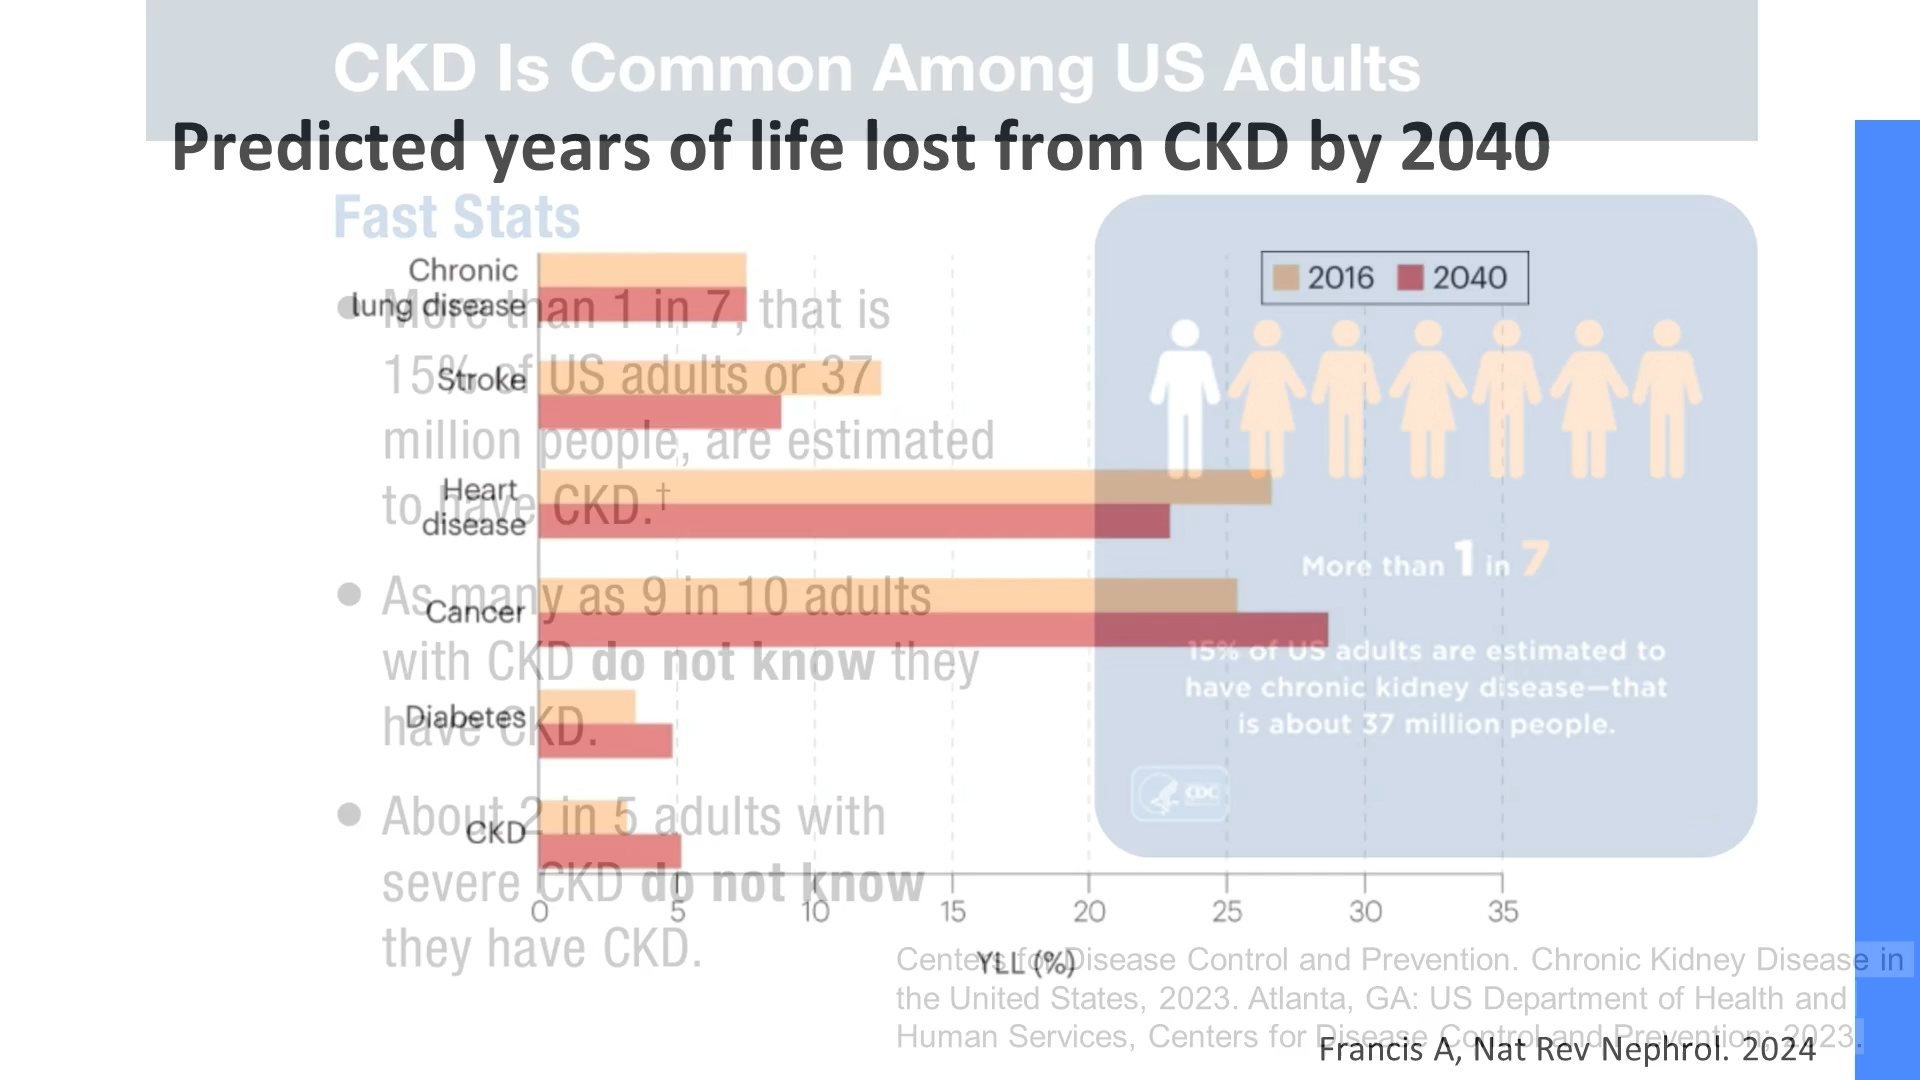 CKD Is Common Among US Adults
Predicted years of life lost from CKD by 2040
Fast Stats
More than 1 in 7, that is
15% of US adults or 37
million people, are estimated
to have CKD.†
As many as 9 in 10 adults
with CKD do not know they
have CKD.
About 2 in 5 adults with
severe CKD do not know
they have CKD.
Chronic
lung disease
Stroke
Heart
disease
Cancer
Diabetes
CKD
0 5 10 15 20 25 30 35
YLL (%)
2016 2040
More than 1 in 7
15% of US adults are estimated to
have chronic kidney disease—that
is about 37 million people.
CDC
Centers for Disease Control and Prevention. Chronic Kidney Disease in
the United States, 2023. Atlanta, GA: US Department of Health and
Human Services, Centers for Disease Control and Prevention; 2023.
Francis A, Nat Rev Nephrol. 2024